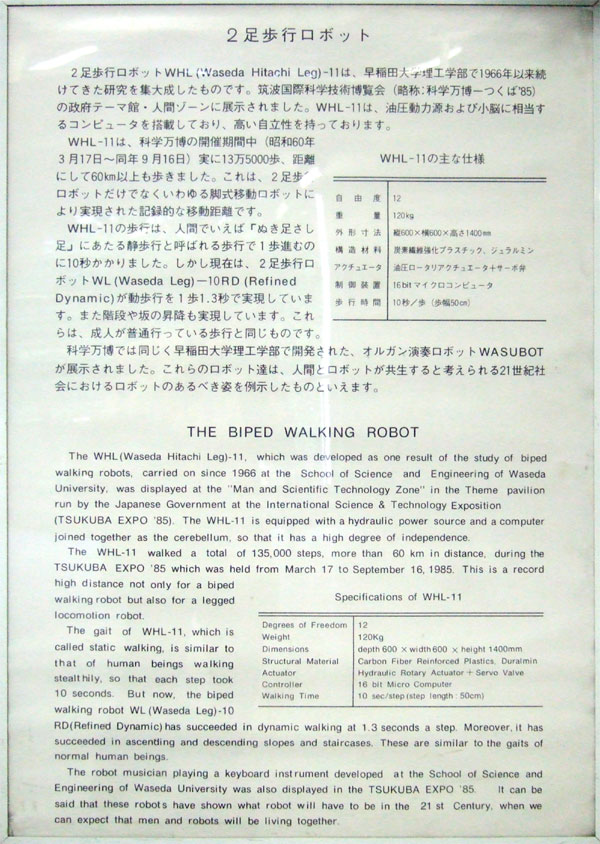 2足歩行ロボット
2足歩行ロボットWHL(Waseda Hitachi Leg)-11は、早稲田大学理工学部で1966年以来続
けてきた研究を集大成したものです。筑波国際科学技術博覧会(略称:科学万博―つくば'85)
の政府テーマ館・人間ゾーンに展示されました。WHL-11は、油圧動力源および小脳に相当す
るコンピュータを搭載しており、高い自立性を持っております。
WHL-11は、科学万博の開催期間中(昭和60年
3月17日〜同年9月16日)実に13万5000歩、距離
にして60km以上も歩きました。これは、2足歩
ロボットだけでなくいわゆる脚式移動ロボットに
より実現された記録的な移動距離です。
WHL-11の歩行は、人間でいえば「ぬき足さし
足」にあたる静歩行と呼ばれる歩行で1歩進むの
に10秒かかりました。しかし現在は、2足歩行ロ
ボットWL(Waseda Leg)―10RD(Refined
Dynamic)が動歩行を1歩1.3秒で実現していま
す。また階段や坂の昇降も実現しています。これ
らは、成人が普通行っている歩行と同じものです。
WHL-11の主な仕様
自由度 12
重量 120kg
外形寸法 縦600×横600×高さ1400mm
構造材料 炭素繊維強化プラスチック、ジュラルミン
アクチュエータ 油圧ロータリアクチュエータ+サーボ弁
制御装置 16bitマイクロコンピュータ
歩行時間 10秒/歩(歩幅50cm)
科学万博では同じく早稲田大学理工学部で開発された、オルガン演奏ロボットWASUBOT
が展示されました。これらのロボット達は、人間とロボットが共生すると考えられる21世紀社
会におけるロボットのあるべき姿を例示したものといえます。
THE BIPED WALKING ROBOT
The WHL(Waseda Hitachi Leg)-11, which was developed as one result of the study of biped
walking robots, carried on since 1966 at the School of Science and Engineering of Waseda
University, was displayed at the "Man and Scientific Technology Zone" in the Theme pavilion
run by the Japanese Government at the International Science & Technology Exposition
(TSUKUBA EXPO '85). The WHL-11 is equipped with a hydraulic power source and a computer
joined together as the cerebellum, so that it has a high degree of independence.
The WHL-11 walked a total of 135,000 steps, more than 60 km in distance, during the
TSUKUBA EXPO '85 which was held from March 17 to September 16, 1985. This is a record
high distance not only for a biped
walking robot but also for a legged
locomotion robot.
The gait of WHL-11, which is
called static walking, is similar to
that of human beings walking
stealthily, so that each step took
10 seconds. But now, the biped
walking robot WL(Waseda Leg)-10
Specifications of WHL-11
Degrees of Freedom 12
Weight 120Kg
Dimensions depth 600 × width 600 × height 1400mm
Structural Material Carbon Fiber Reinforced Plastics, Duralmin
Actuator Hydraulic Rotary Actuator + Servo Valve
Controller 16 bit Micro Computer
Walking Time 10 sec/step (step length : 50cm)
RD(Refined Dynamic) has succeeded in dynamic walking at 1.3 seconds a step. Moreover, it has
succeeded in ascending and descending slopes and staircases. These are similar to the gaits of
normal human beings.
The robot musician playing a keyboard instrument developed at the School of Science and
Engineering of Waseda University was also displayed in the TSUKUBA EXPO '85. It can be
said that these robots have shown what robot will have to be in the 21 st Century, when we
can expect that men and robots will be living together.